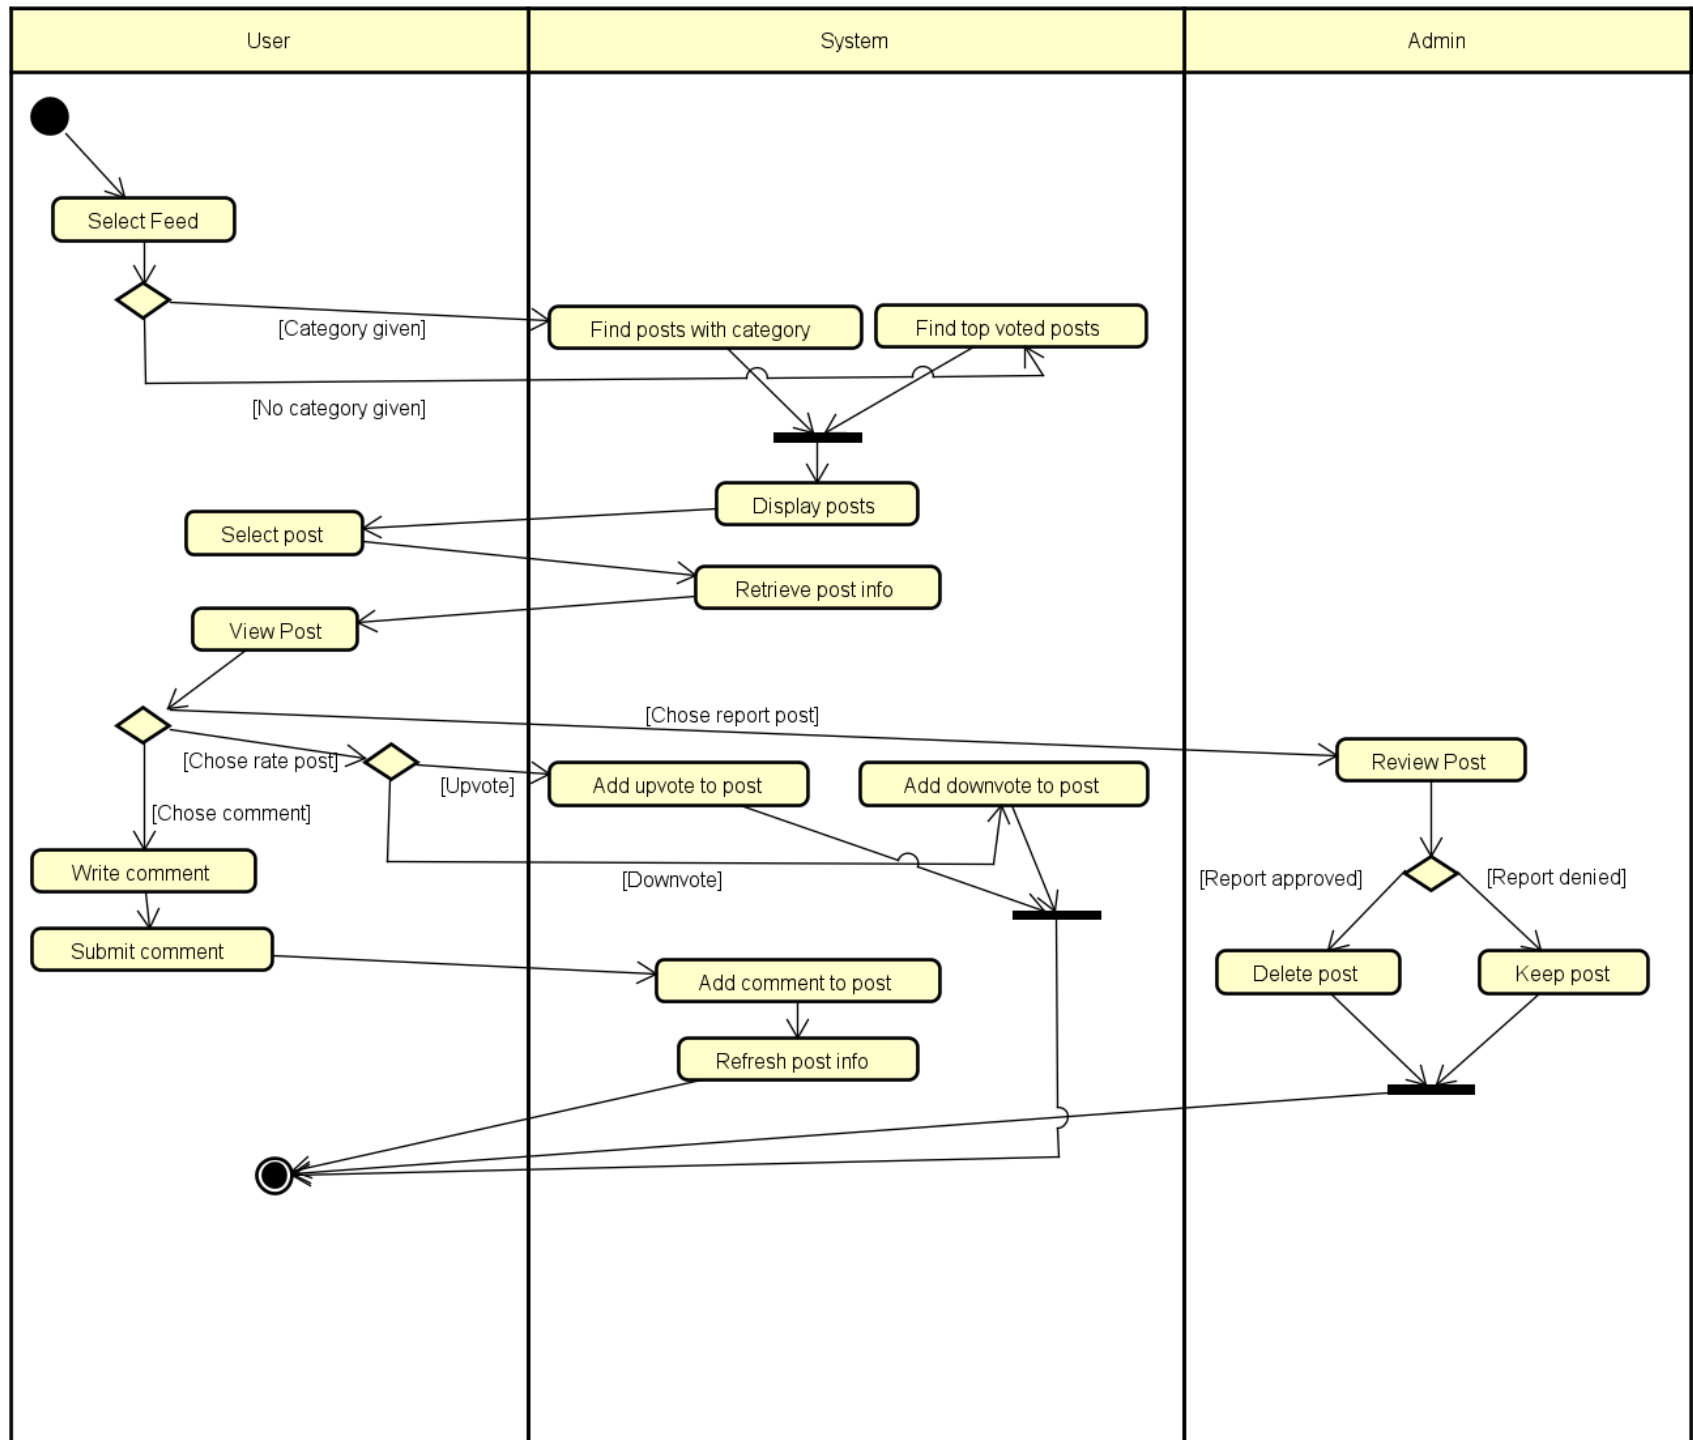 User
System
Admin
Select Feed
[Category given]
Find posts with category
Find top voted posts
[No category given]
Display posts
Select post
Retrieve post info
View Post
[Chose report post]
[Chose rate post]
[Upvote]
Add upvote to post
Add downvote to post
Review Post
[Chose comment]
Write comment
[Downvote]
[Report approved]
[Report denied]
Submit comment
Add comment to post
Delete post
Keep post
Refresh post info